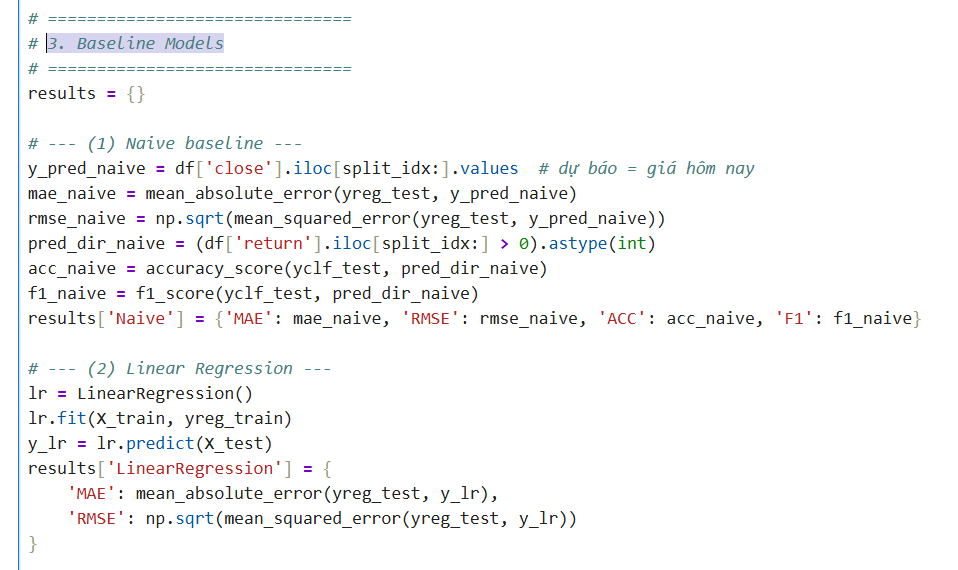 # ===============================
# 3. Baseline Models
# ===============================
results = {}
# --- (1) Naive baseline ---
y_pred_naive = df['close'].iloc[split_idx:].values  # dự báo = giá hôm nay
mae_naive = mean_absolute_error(yreg_test, y_pred_naive)
rmse_naive = np.sqrt(mean_squared_error(yreg_test, y_pred_naive))
pred_dir_naive = (df['return'].iloc[split_idx:] > 0).astype(int)
acc_naive = accuracy_score(yclf_test, pred_dir_naive)
f1_naive = f1_score(yclf_test, pred_dir_naive)
results['Naive'] = {'MAE': mae_naive, 'RMSE': rmse_naive, 'ACC': acc_naive, 'F1': f1_naive}
# --- (2) Linear Regression ---
lr = LinearRegression()
lr.fit(X_train, yreg_train)
y_lr = lr.predict(X_test)
results['LinearRegression'] = {
    'MAE': mean_absolute_error(yreg_test, y_lr),
    'RMSE': np.sqrt(mean_squared_error(yreg_test, y_lr))
}